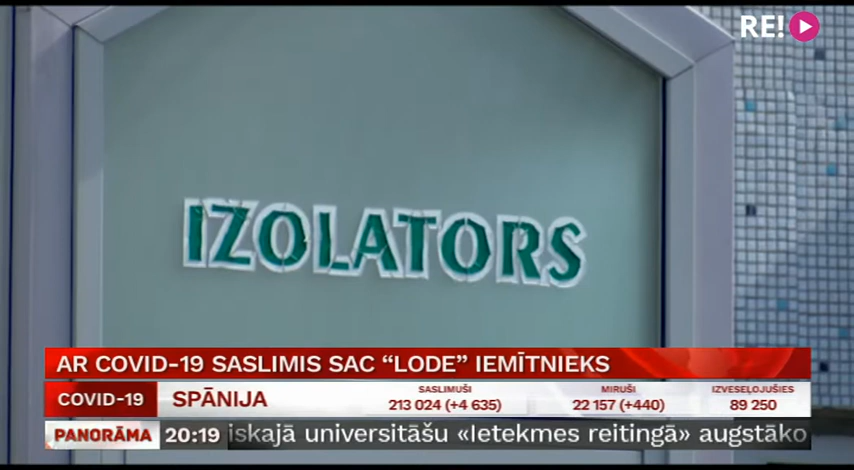 RE!
IZOLATORS
AR COVID-19 SASLIMIS SAC “LODE” IEMĪTNIEKS
COVID-19 SPĀNIJA SASLIMUŠI 213 024 (+4 635) MIRUŠI 22 157 (+440) IZVESEĻOJUŠIES 89 250
PANORĀMA 20:19 iskajā universitāšu «Ietekmes reitingā» augstāko